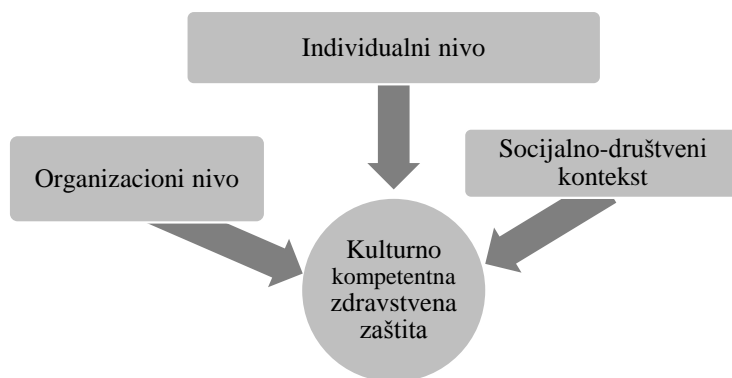 Individualni nivo
Organizacioni nivo
Socijalno-društveni
kontekst
Kulturno
kompetentna
zdravstvena
zaštita